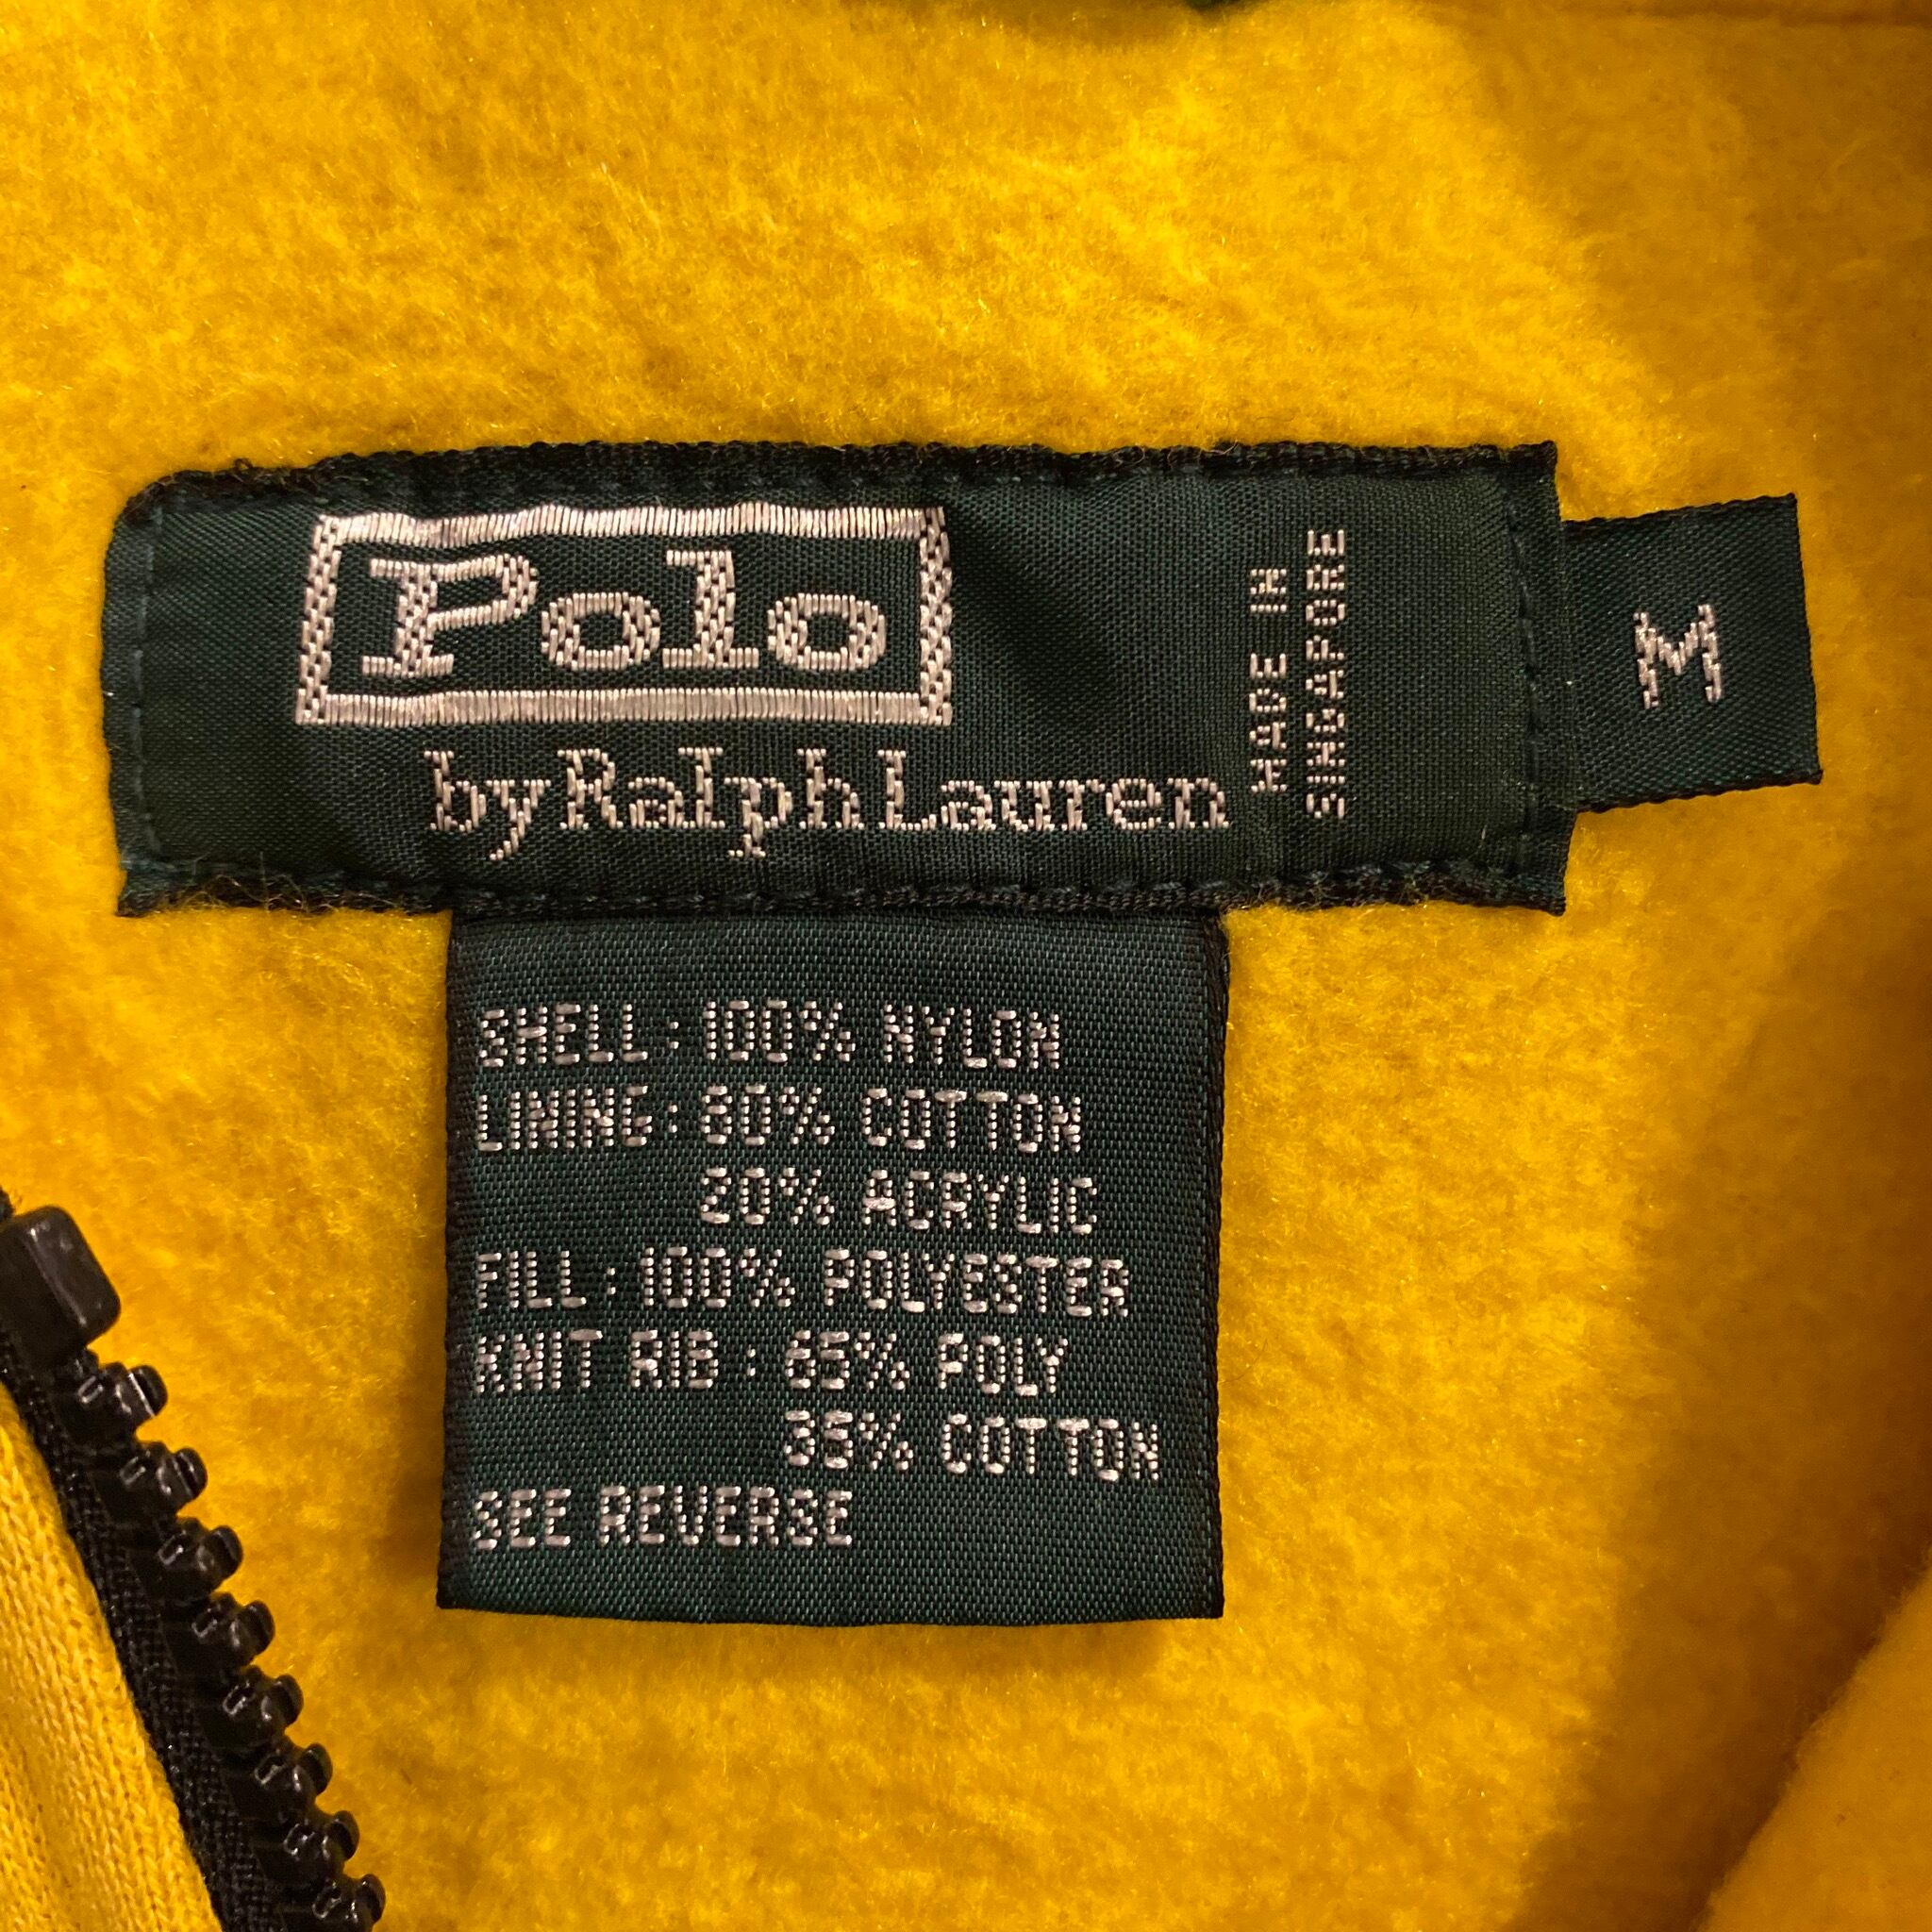 Polo
by Ralph Lauren
MADE IN
SINGAPORE
M
SHELL: 100% NYLON
LINING: 80% COTTON
20% ACRYLIC
FILL: 100% POLYESTER
KNIT RIB: 65% POLY
35% COTTON
SEE REVERSE